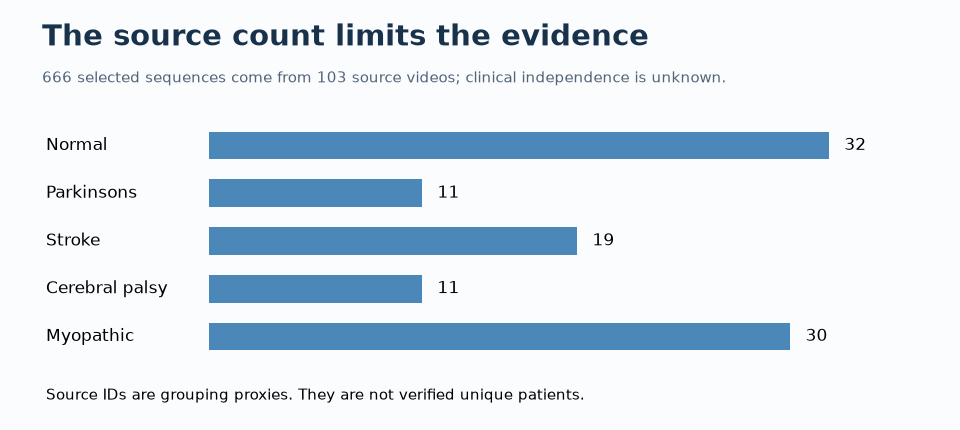 The source count limits the evidence
666 selected sequences come from 103 source videos; clinical independence is unknown.
Normal 32
Parkinsons 11
Stroke 19
Cerebral palsy 11
Myopathic 30
Source IDs are grouping proxies. They are not verified unique patients.